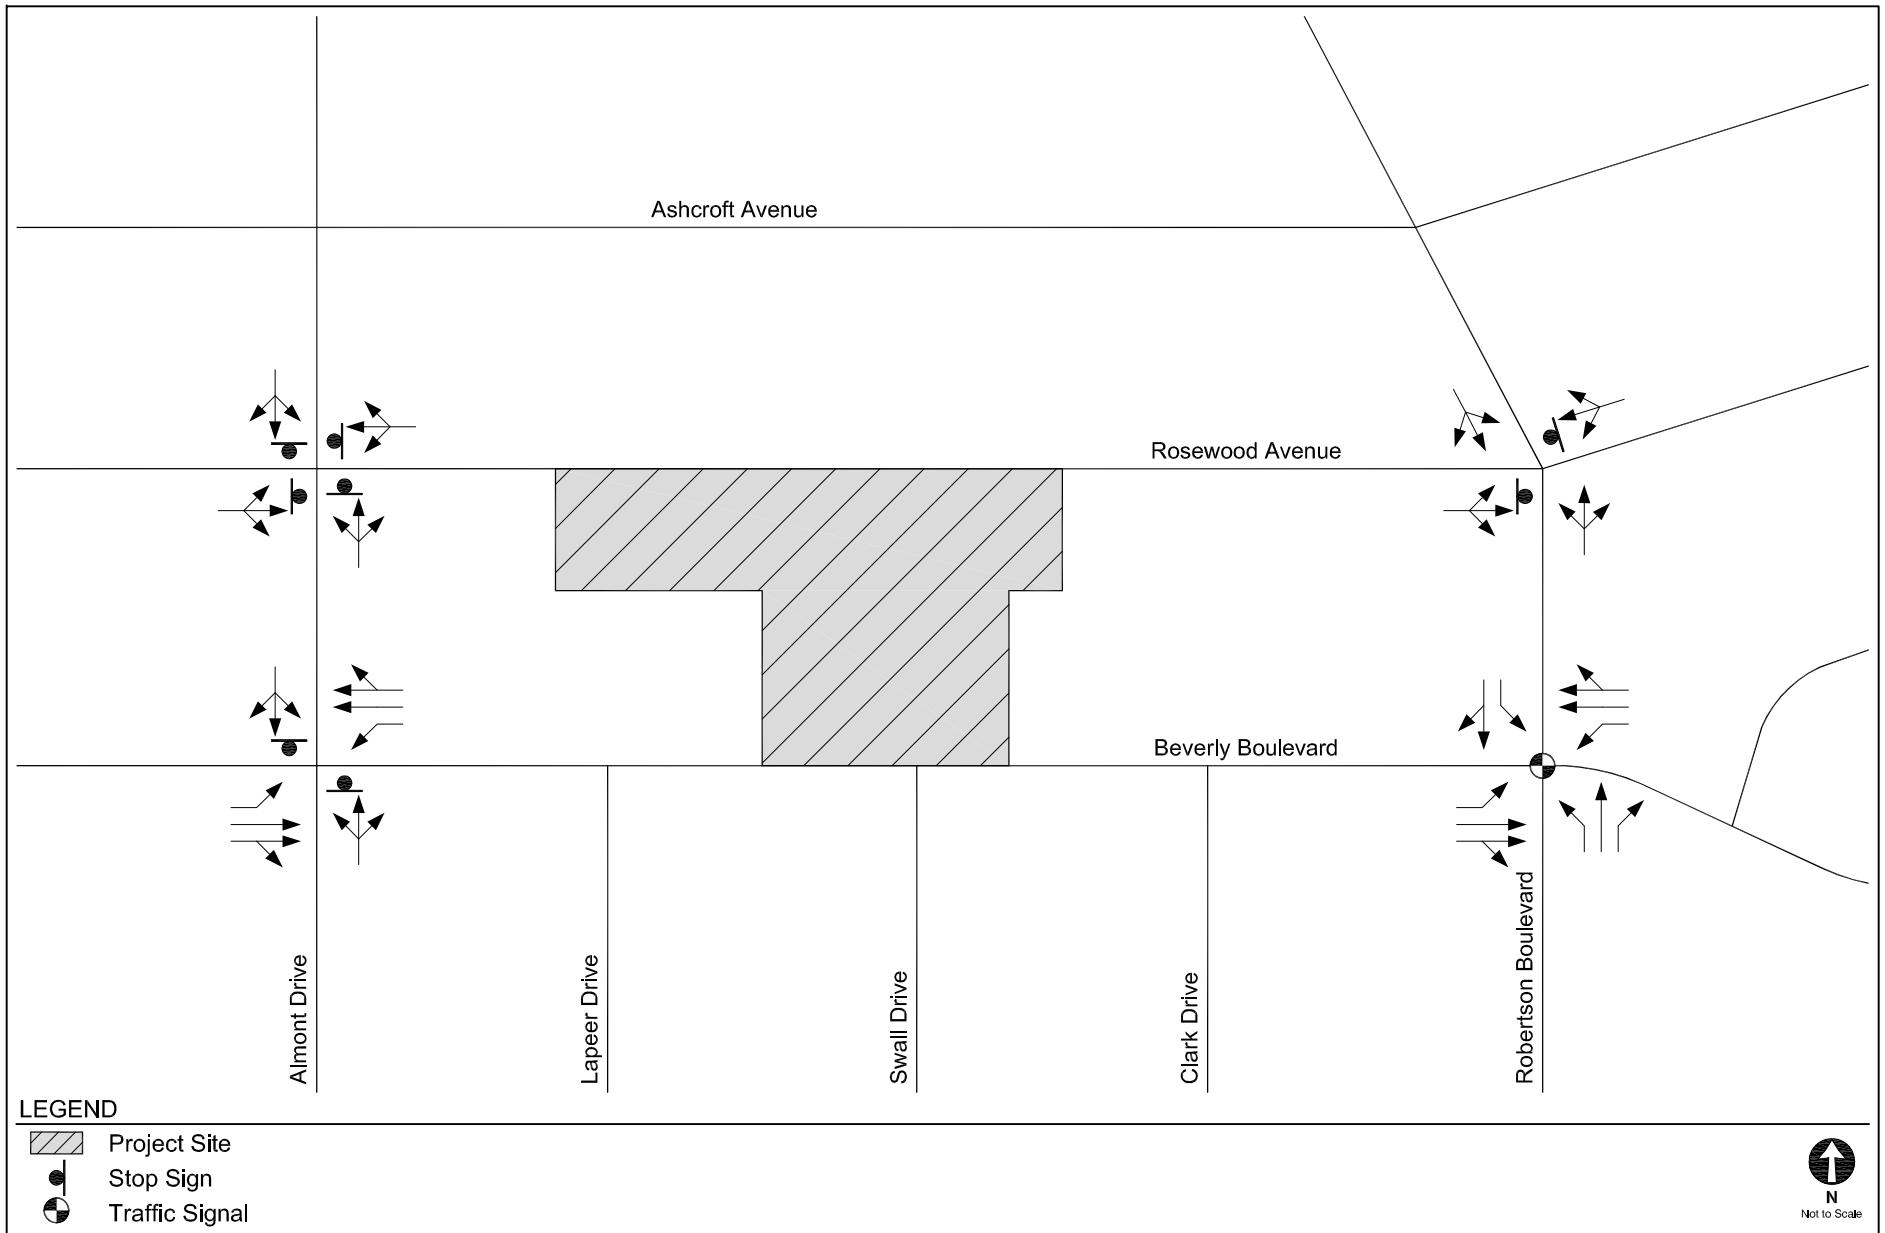 Ashcroft Avenue
Rosewood Avenue
Beverly Boulevard
Almont Drive
Lapeer Drive
Swall Drive
Clark Drive
Robertson Boulevard
LEGEND
Project Site
Stop Sign
Traffic Signal
N
Not to Scale